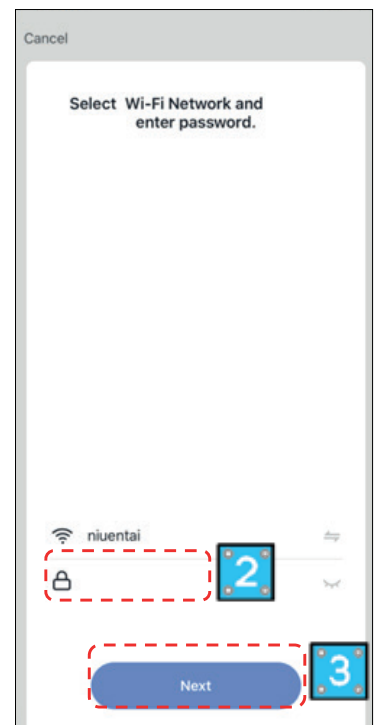 Cancel
Select Wi-Fi Network and
enter password.
niuentai
2
Next
3